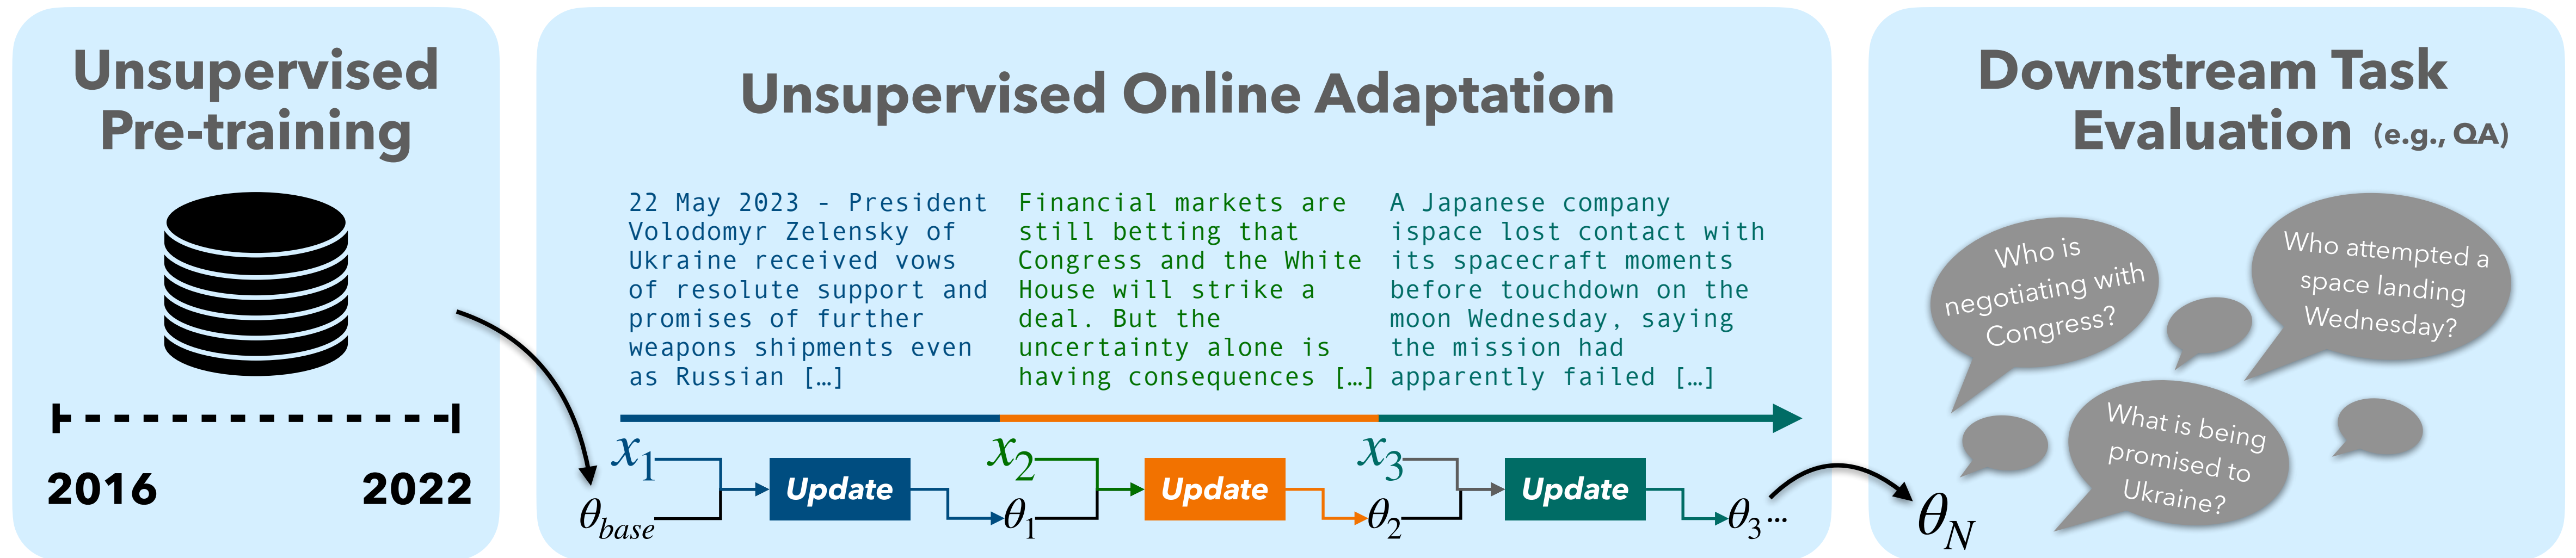 Unsupervised
Pre-training
2016
2022
Unsupervised Online Adaptation
22 May 2023 - President
Volodomyr Zelensky of
Ukraine received vows
of resolute support and
promises of further
weapons shipments even
as Russian […]
Financial markets are
still betting that
Congress and the White
House will strike a
deal. But the
uncertainty alone is
having consequences […]
A Japanese company
ispace lost contact with
its spacecraft moments
before touchdown on the
moon Wednesday, saying
the mission had
apparently failed […]
x₁
θ_base
Update
x₂
θ₁
Update
x₃
θ₂
Update
θ₃ ...
Downstream Task
Evaluation (e.g., QA)
Who is
negotiating with
Congress?
Who attempted a
space landing
Wednesday?
What is being
promised to
Ukraine?
θ_N